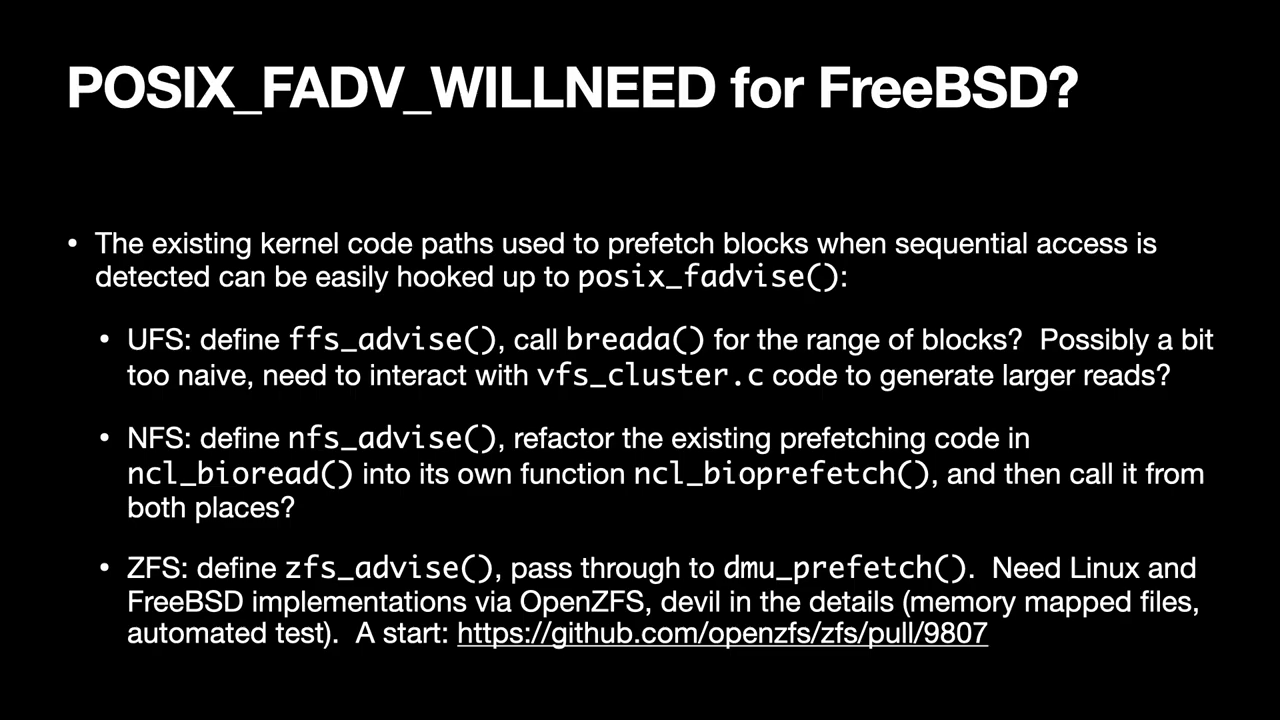 POSIX_FADV_WILLNEED for FreeBSD?
• The existing kernel code paths used to prefetch blocks when sequential access is
detected can be easily hooked up to posix_fadvise():
• UFS: define ffs_advise(), call breada() for the range of blocks?  Possibly a bit
too naive, need to interact with vfs_cluster.c code to generate larger reads?
• NFS: define nfs_advise(), refactor the existing prefetching code in
ncl_bioread() into its own function ncl_bioprefetch(), and then call it from
both places?
• ZFS: define zfs_advise(), pass through to dmu_prefetch().  Need Linux and
FreeBSD implementations via OpenZFS, devil in the details (memory mapped files,
automated test).  A start: https://github.com/openzfs/zfs/pull/9807